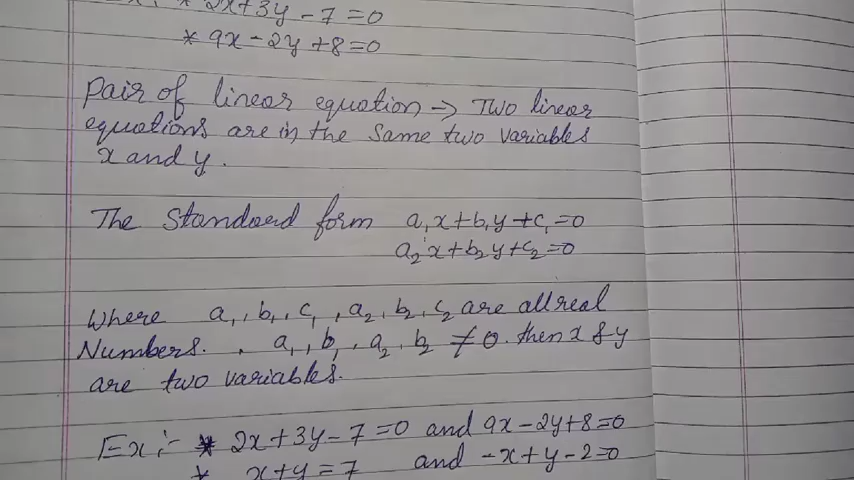 * 2x+3y-7=0
* 9x-2y+8=0
Pair of linear equation → Two linear
equations are in the same two variables
x and y.
The Standard form a₁x+b₁y+c₁=0
a₂x+b₂y+c₂=0
Where a₁, b₁, c₁, a₂, b₂, c₂ are all real
Numbers. , a₁, b₁, a₂, b₂ ≠ 0. then x & y
are two variables.
Ex:- * 2x+3y-7=0 and 9x-2y+8=0
* x+y=7 and -x+y-2=0